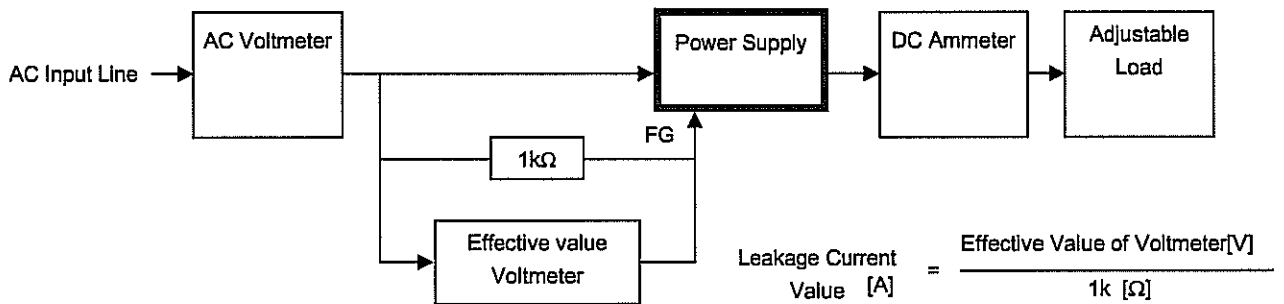 AC Voltmeter
Power Supply
DC Ammeter
Adjustable
Load
AC Input Line
FG
1kΩ
Effective value
Voltmeter
Leakage Current
Value [A]
=
Effective Value of Voltmeter[V]
1k [Ω]